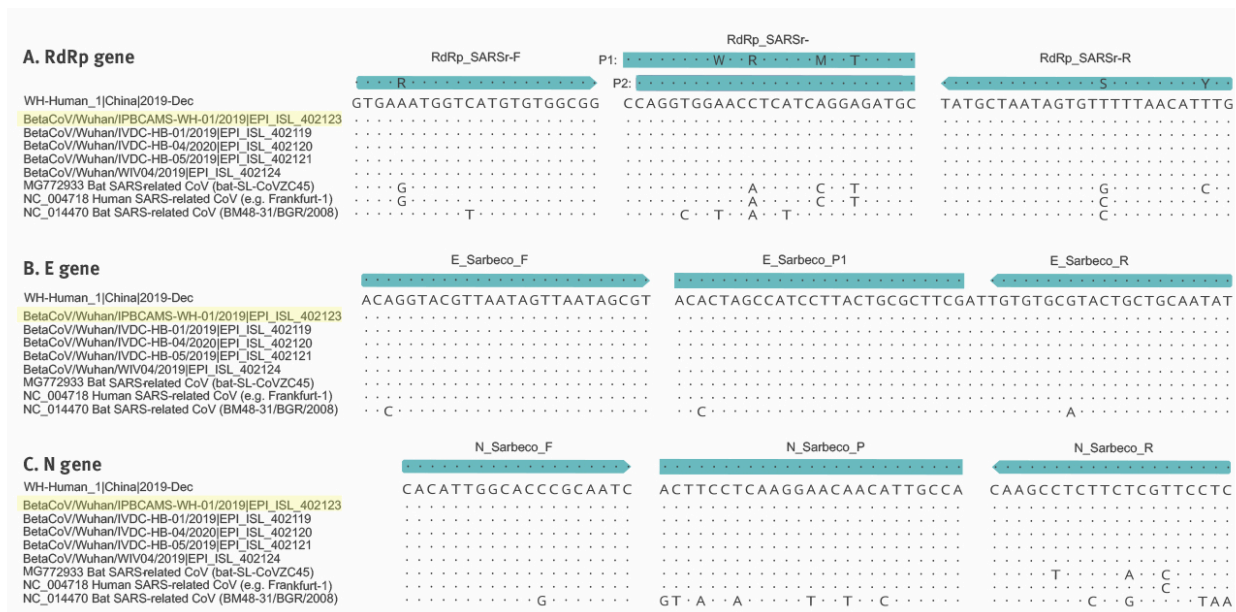 A. RdRp gene
RdRp_SARSr-F RdRp_SARSr- RdRp_SARSr-R
P1: W R M T
R P2: S Y
WH-Human_1|China|2019-Dec GTGAAATGGTCATGTGTGGCGG CCAGGTGGAACCTCATCAGGAGATGC TATGCTAATAGTGTTTTTAACATTTG
BetaCoV/Wuhan/IPBCAMS-WH-01/2019|EPI_ISL_402123
BetaCoV/Wuhan/IVDC-HB-01/2019|EPI_ISL_402119
BetaCoV/Wuhan/IVDC-HB-04/2020|EPI_ISL_402120
BetaCoV/Wuhan/IVDC-HB-05/2019|EPI_ISL_402121
BetaCoV/Wuhan/WIV04/2019|EPI_ISL_402124
MG772933 Bat SARS-related CoV (bat-SL-CoVZC45) G A C T G C
NC_004718 Human SARS-related CoV (e.g. Frankfurt-1) G A C T C
NC_014470 Bat SARS-related CoV (BM48-31/BGR/2008) T C T A T C
B. E gene
E_Sarbeco_F E_Sarbeco_P1 E_Sarbeco_R
WH-Human_1|China|2019-Dec ACAGGTACGTTAATAGTTAATAGCGT ACACTAGCCATCCTTACTGCGCTTCGATTGTGTGCGTACTGCTGCAATAT
BetaCoV/Wuhan/IPBCAMS-WH-01/2019|EPI_ISL_402123
BetaCoV/Wuhan/IVDC-HB-01/2019|EPI_ISL_402119
BetaCoV/Wuhan/IVDC-HB-04/2020|EPI_ISL_402120
BetaCoV/Wuhan/IVDC-HB-05/2019|EPI_ISL_402121
BetaCoV/Wuhan/WIV04/2019|EPI_ISL_402124
MG772933 Bat SARS-related CoV (bat-SL-CoVZC45)
NC_004718 Human SARS-related CoV (e.g. Frankfurt-1)
NC_014470 Bat SARS-related CoV (BM48-31/BGR/2008) C C A
C. N gene
N_Sarbeco_F N_Sarbeco_P N_Sarbeco_R
WH-Human_1|China|2019-Dec CACATTGGCACCCGCAATC ACTTCCTCAAGGAACAACATTGCCA CAAGCCTCTTCTCGTTCCTC
BetaCoV/Wuhan/IPBCAMS-WH-01/2019|EPI_ISL_402123
BetaCoV/Wuhan/IVDC-HB-01/2019|EPI_ISL_402119
BetaCoV/Wuhan/IVDC-HB-04/2020|EPI_ISL_402120
BetaCoV/Wuhan/IVDC-HB-05/2019|EPI_ISL_402121
BetaCoV/Wuhan/WIV04/2019|EPI_ISL_402124
MG772933 Bat SARS-related CoV (bat-SL-CoVZC45) T A C
NC_004718 Human SARS-related CoV (e.g. Frankfurt-1) C
NC_014470 Bat SARS-related CoV (BM48-31/BGR/2008) G GT A A T T C C G TAA